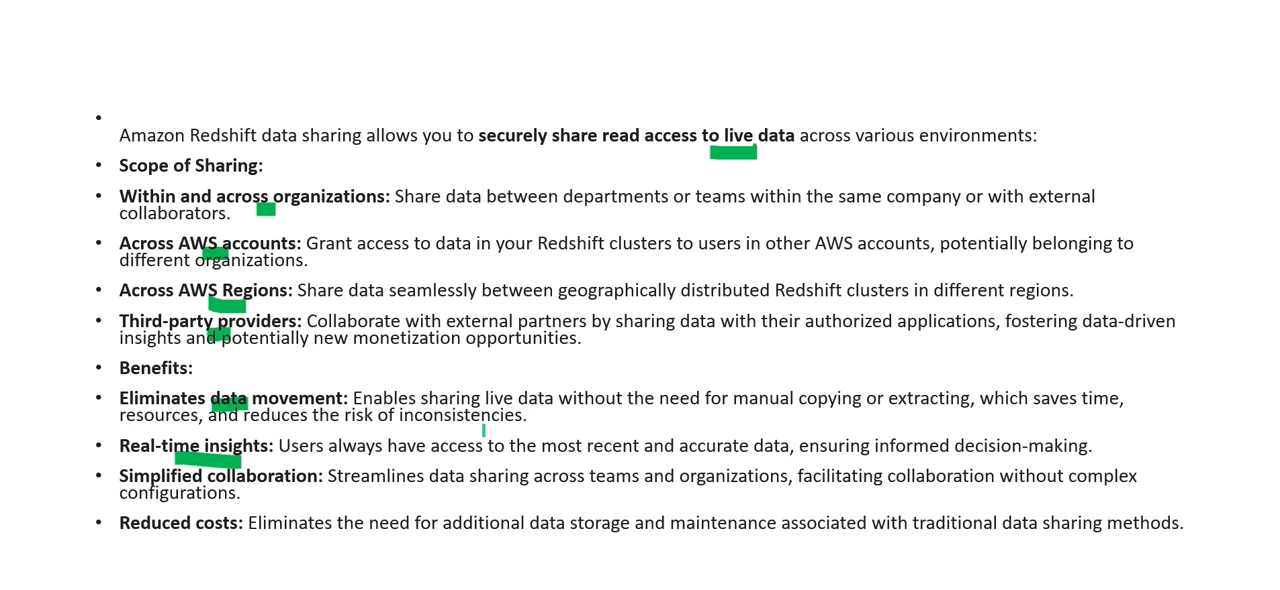 •
Amazon Redshift data sharing allows you to securely share read access to live data across various environments:
• Scope of Sharing:
• Within and across organizations: Share data between departments or teams within the same company or with external
collaborators.
• Across AWS accounts: Grant access to data in your Redshift clusters to users in other AWS accounts, potentially belonging to
different organizations.
• Across AWS Regions: Share data seamlessly between geographically distributed Redshift clusters in different regions.
• Third-party providers: Collaborate with external partners by sharing data with their authorized applications, fostering data-driven
insights and potentially new monetization opportunities.
• Benefits:
• Eliminates data movement: Enables sharing live data without the need for manual copying or extracting, which saves time,
resources, and reduces the risk of inconsistencies.
• Real-time insights: Users always have access to the most recent and accurate data, ensuring informed decision-making.
• Simplified collaboration: Streamlines data sharing across teams and organizations, facilitating collaboration without complex
configurations.
• Reduced costs: Eliminates the need for additional data storage and maintenance associated with traditional data sharing methods.